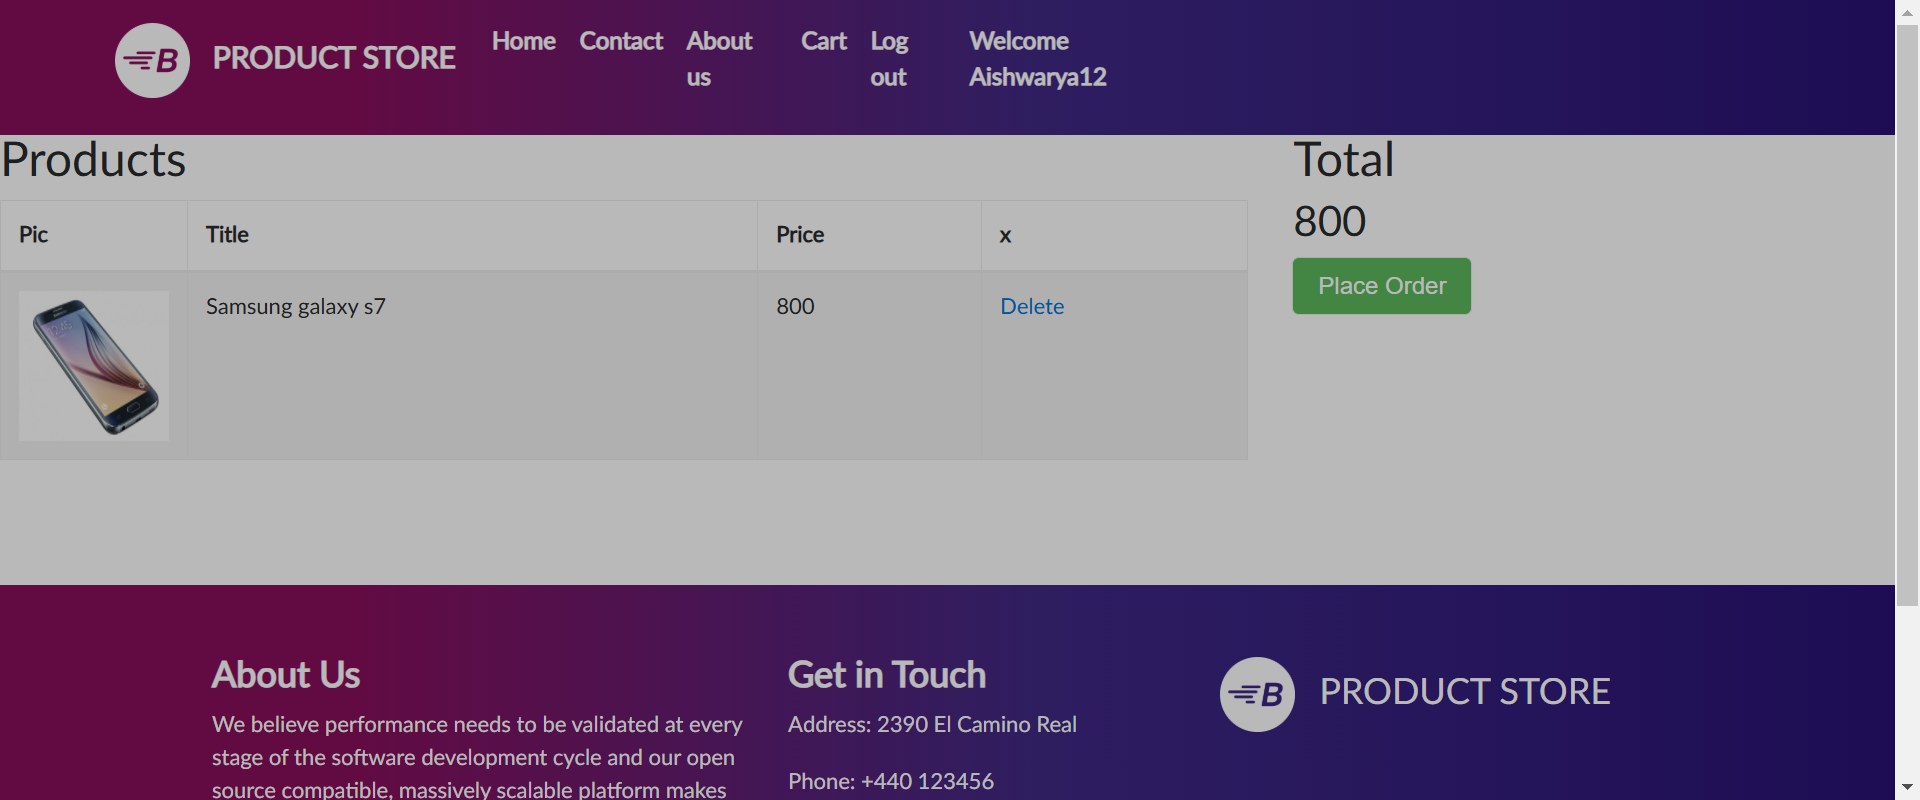 B PRODUCT STORE Home Contact About us Cart Log out Welcome Aishwarya12
Products
Pic Title Price x
Samsung galaxy s7 800 Delete
Total
800
Place Order
About Us
We believe performance needs to be validated at every
stage of the software development cycle and our open
source compatible, massively scalable platform makes
Get in Touch
Address: 2390 El Camino Real
Phone: +440 123456
B PRODUCT STORE